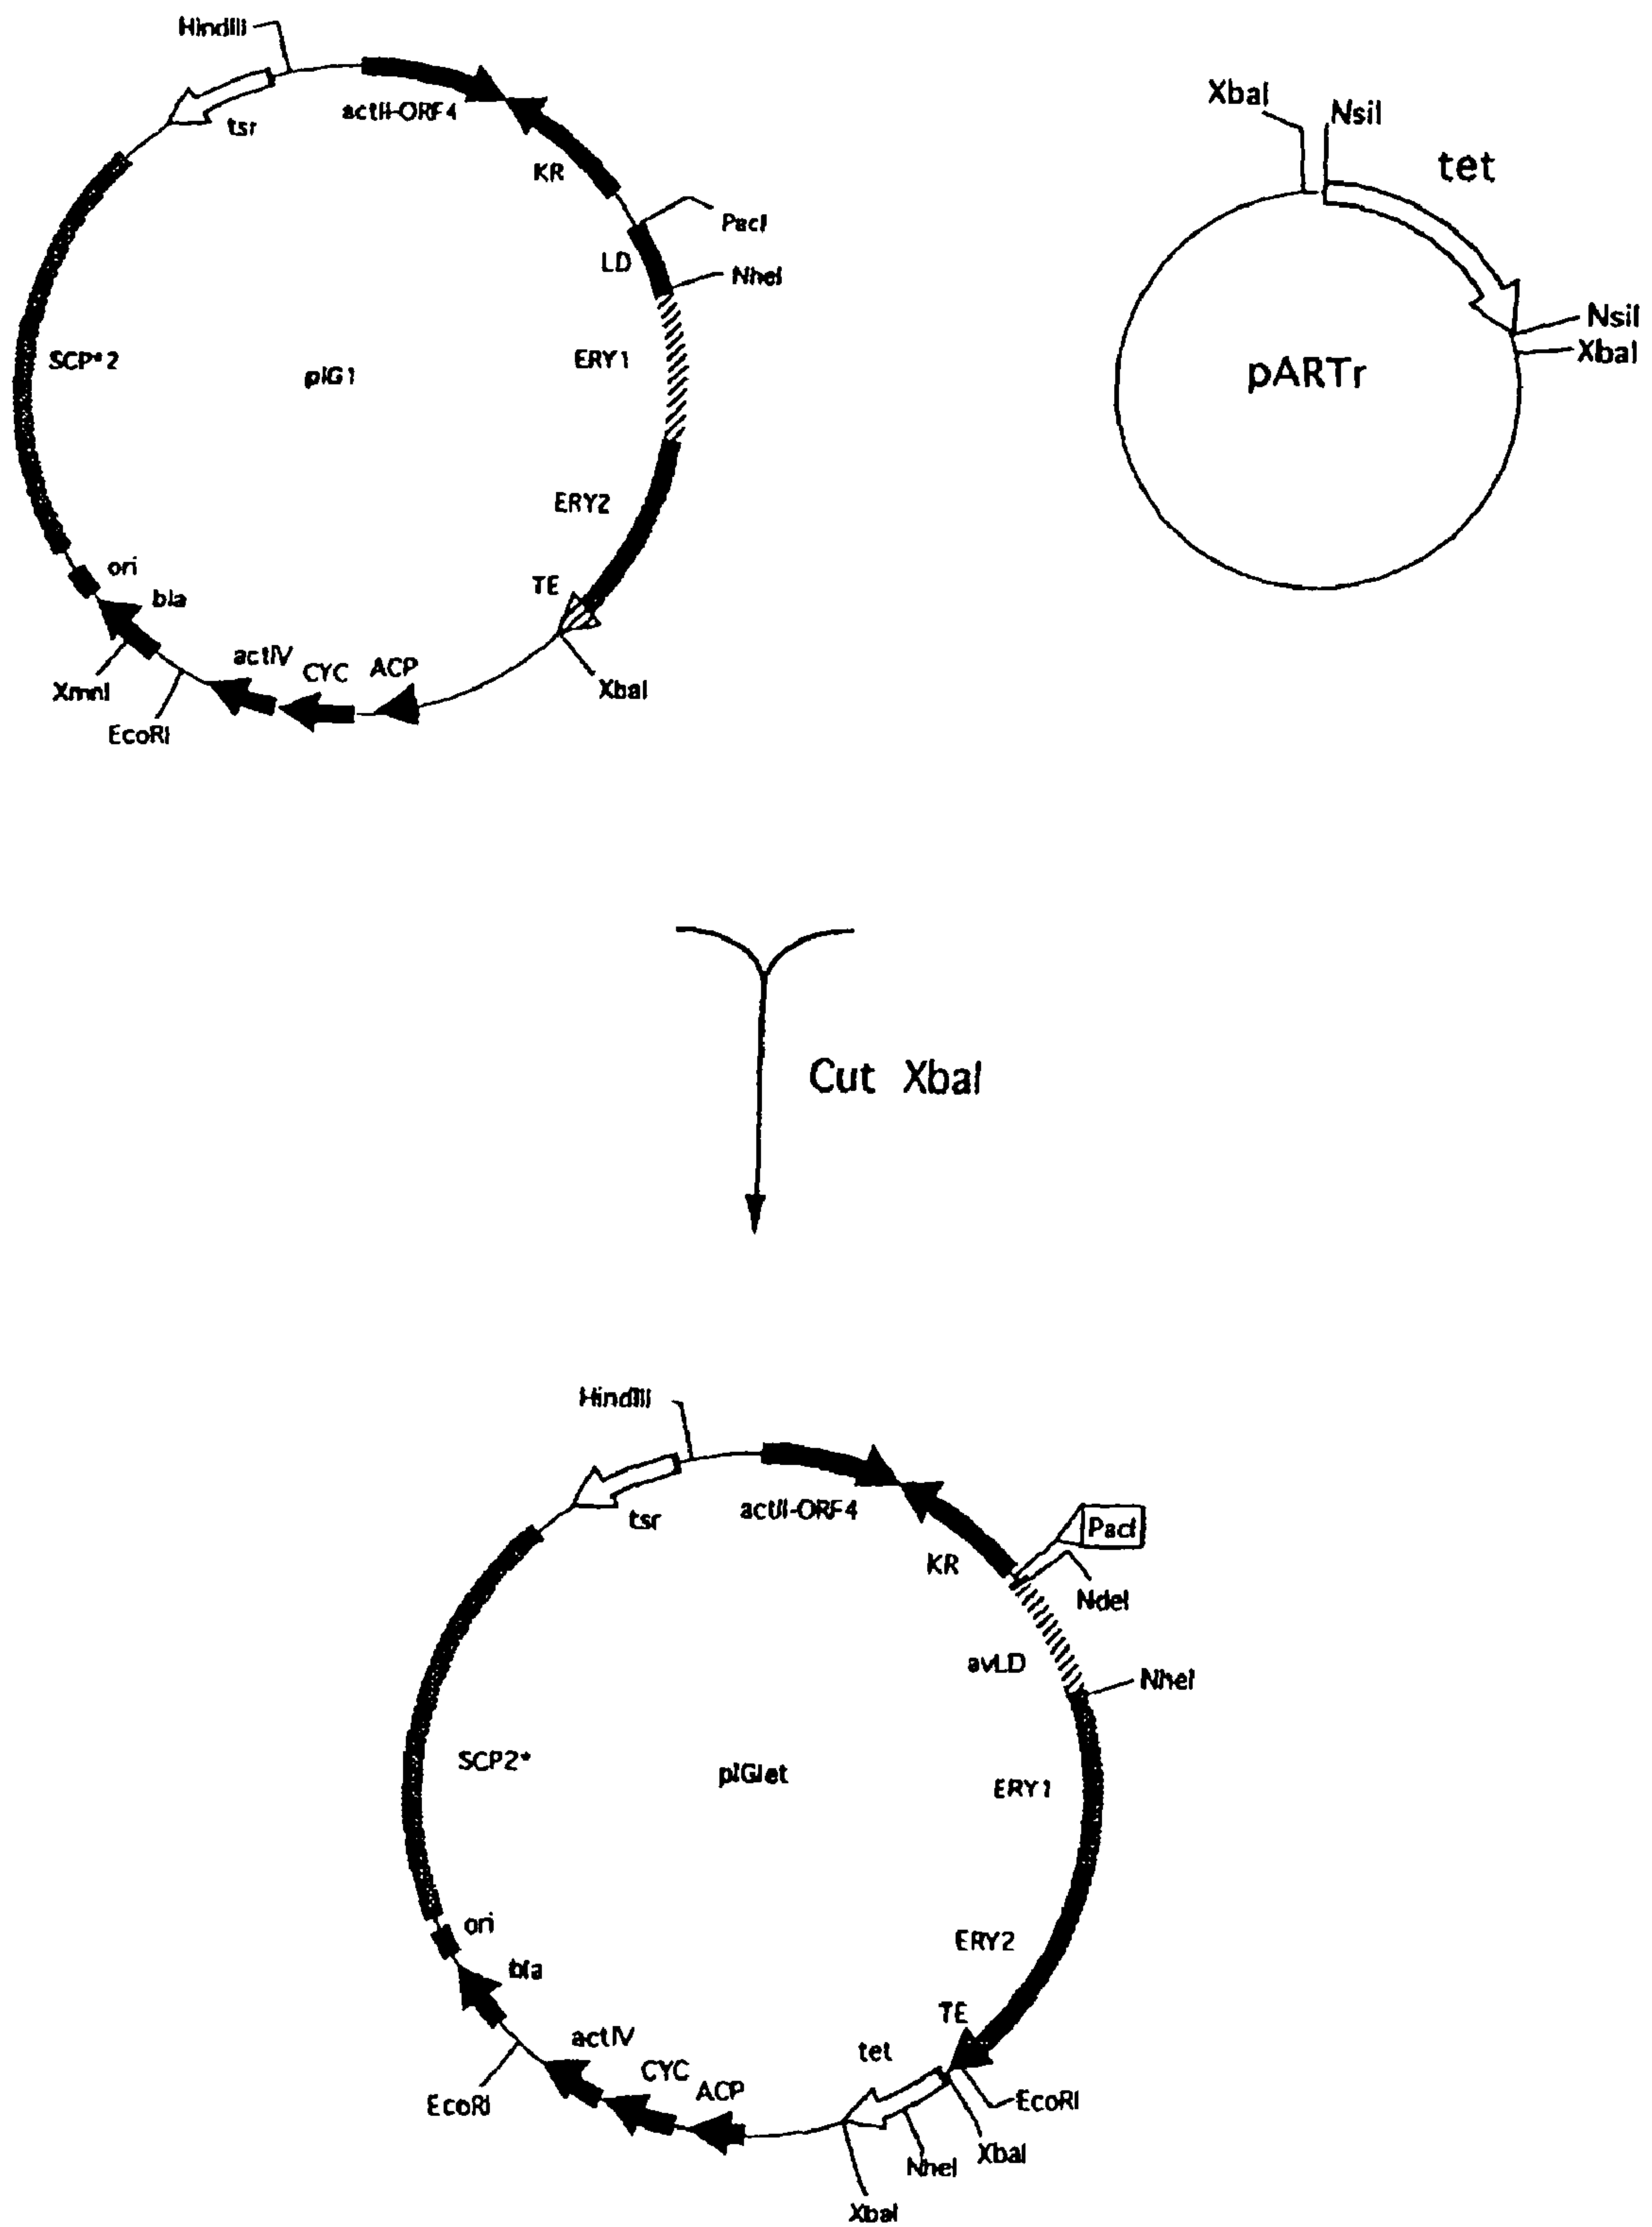 HindIII
tsr
actII-ORF4
KR
PacI
LD
NheI
ERY1
SCP*2
pIG1
ERY2
TE
ori
bla
actIV
CYC
ACP
XmnI
EcoRI
XbaI
XbaI
NsiI
tet
NsiI
XbaI
pARTr
Cut XbaI
HindIII
tsr
actII-ORF4
PacI
KR
NdeI
avLD
NheI
SCP2*
pIGlet
ERY1
ori
ERY2
bla
TE
actIV
tet
CYC
ACP
EcoRI
EcoRI
XbaI
NheI
XbaI